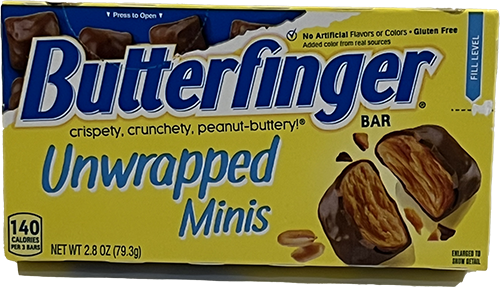 ▼ Press to Open ▼
No Artificial Flavors or Colors • Gluten Free
Added color from real sources
FILL LEVEL
Butterfinger®
BAR
crispety, crunchety, peanut-buttery!®
Unwrapped
Minis
140
CALORIES
PER 3 BARS
NET WT 2.8 OZ (79.3g)
ENLARGED TO
SHOW DETAIL